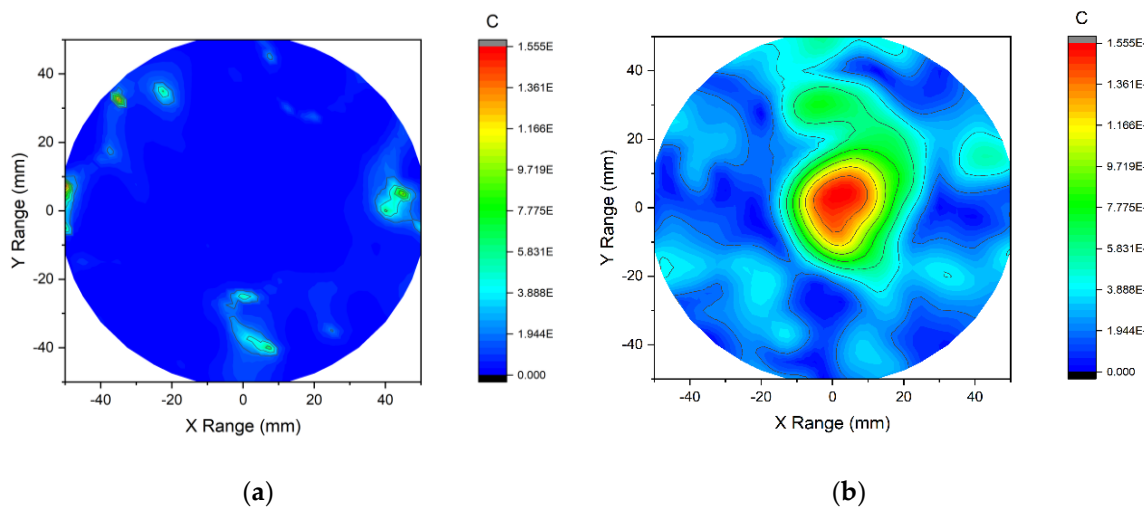 C
1.555E
1.360E
1.166E
9.719E
7.775E
5.831E
3.888E
1.944E
0.000
40
20
0
-20
-40
Y Range (mm)
-40
-20
0
20
40
X Range (mm)
(a)
C
1.555E-
1.360E-
1.166E-
9.719E-
7.775E-
5.831E-
3.888E-
1.944E-
0.000
40
20
0
-20
-40
Y Range (mm)
-40
-20
0
20
40
X Range (mm)
(b)